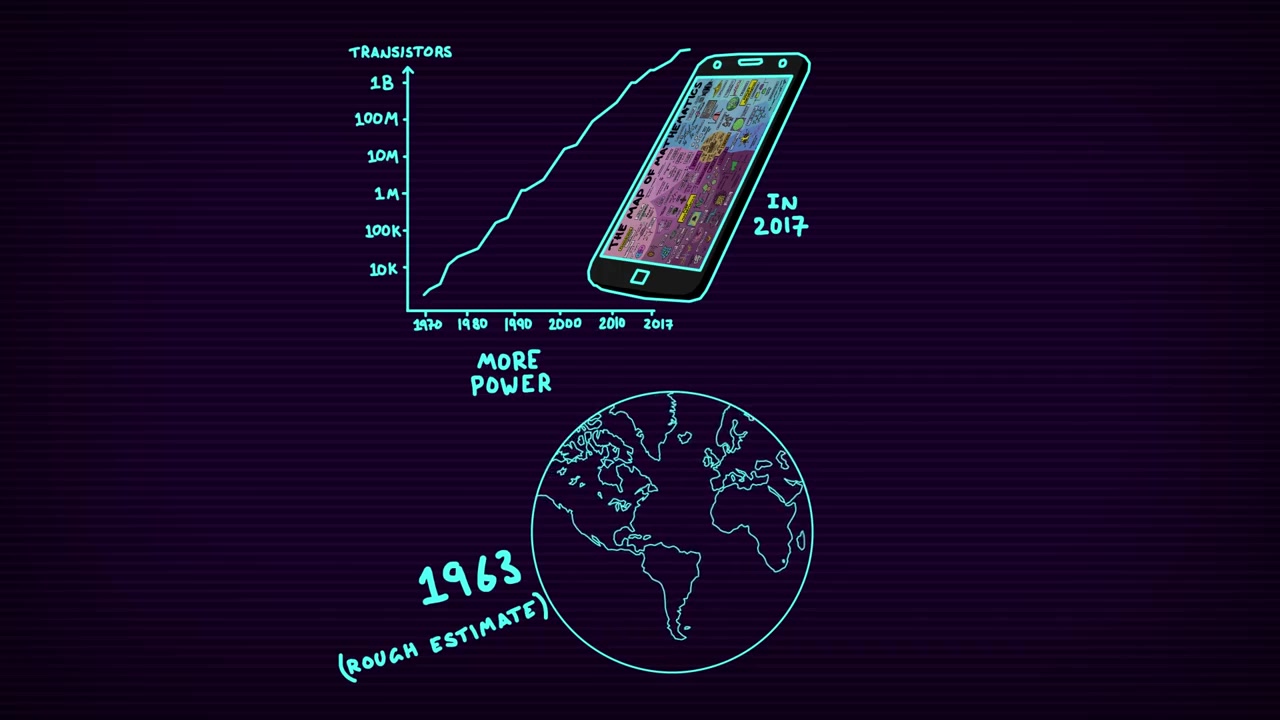 TRANSISTORS
1B
100M
10M
1M
100K
10K
1970 1980 1990 2000 2010 2017
MORE
POWER
THE MAP OF MATHEMATICS
IN
2017
1963
(ROUGH ESTIMATE)